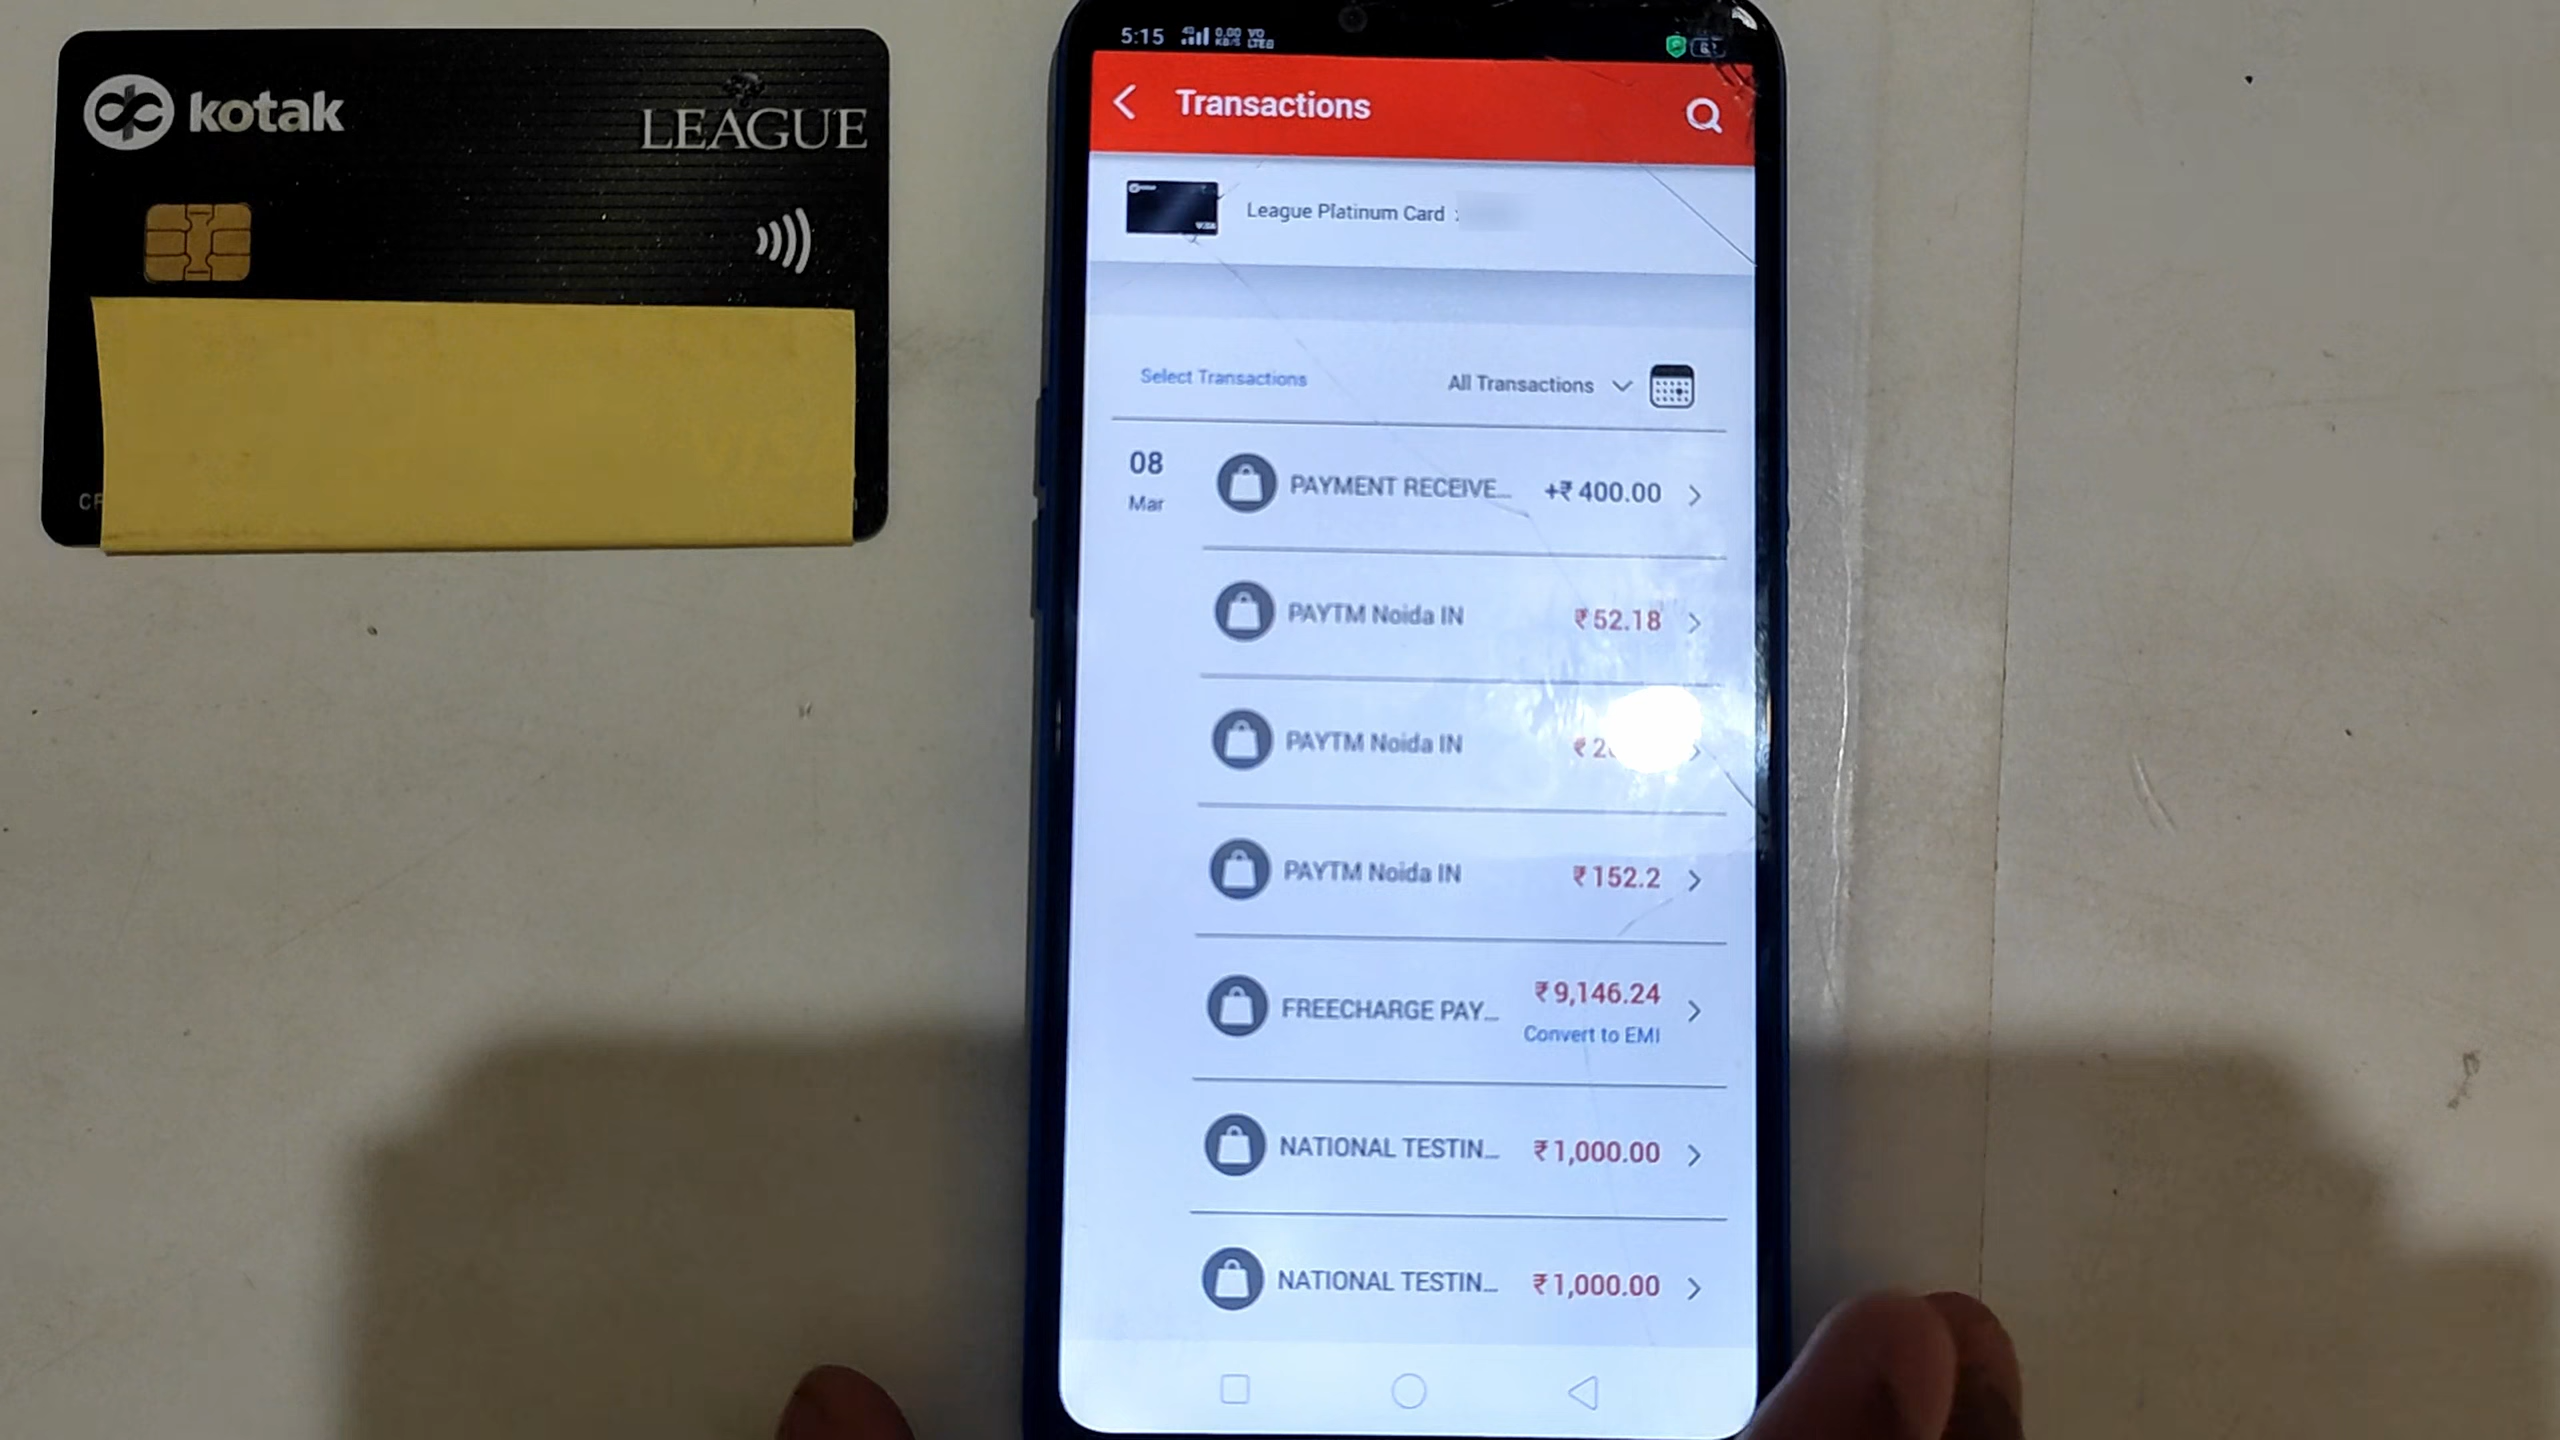 kotak
LEAGUE
5:15
Transactions
League Platinum Card
Select Transactions
All Transactions
08
Mar
PAYMENT RECEIVE... +₹ 400.00
PAYTM Noida IN ₹ 52.18
PAYTM Noida IN
PAYTM Noida IN ₹ 152.2
FREECHARGE PAY... ₹ 9,146.24
Convert to EMI
NATIONAL TESTIN... ₹ 1,000.00
NATIONAL TESTIN... ₹ 1,000.00